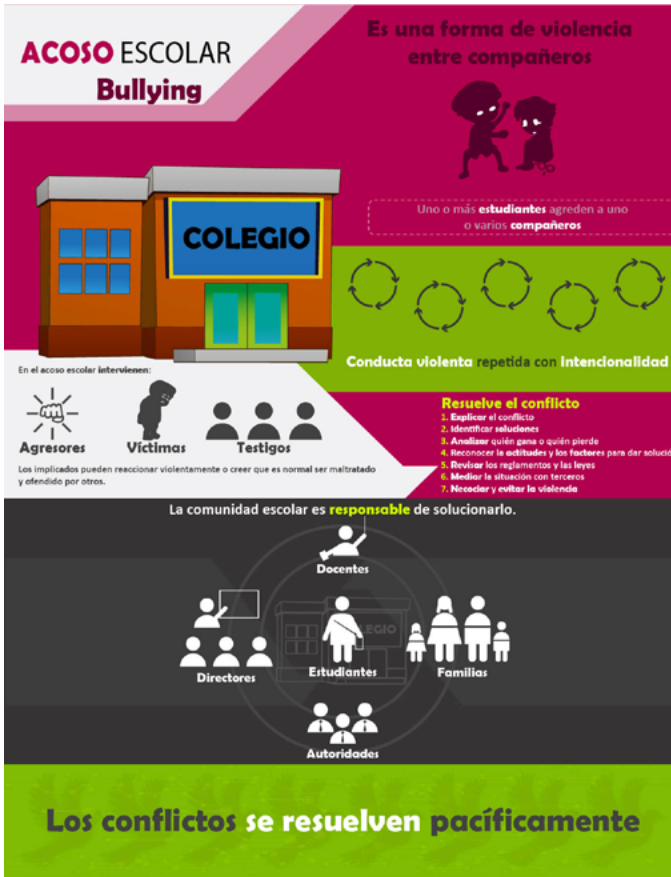 ACOSO ESCOLAR
Bullying
Es una forma de violencia
entre compañeros
COLEGIO
Uno o más estudiantes agreden a uno
o varios compañeros
Conducta violenta repetida con intencionalidad
En el acoso escolar intervienen:
Agresores
Víctimas
Testigos
Los implicados pueden reaccionar violentamente o creer que es normal ser maltratado
y ofendido por otros.
Resuelve el conflicto
1. Explicar el conflicto
2. Identificar soluciones
3. Analizar quién gana o quién pierde
4. Reconocer la actitudes y los factores para dar solució
5. Revisar los reglamentos y las leyes
6. Mediar la situación con terceros
7. Necociar y evitar la violencia
La comunidad escolar es responsable de solucionarlo.
Docentes
COLEGIO
Directores
Estudiantes
Familias
Autoridades
Los conflictos se resuelven pacíficamente